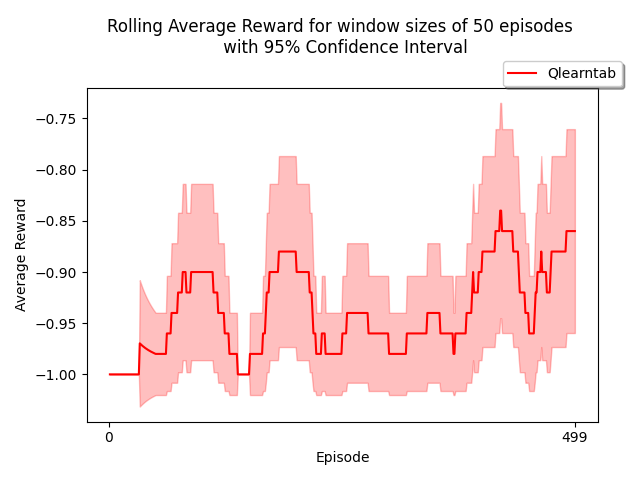 Rolling Average Reward for window sizes of 50 episodes
with 95% Confidence Interval
Qlearntab
−0.75
−0.80
−0.85
−0.90
−0.95
−1.00
Average Reward
0
499
Episode